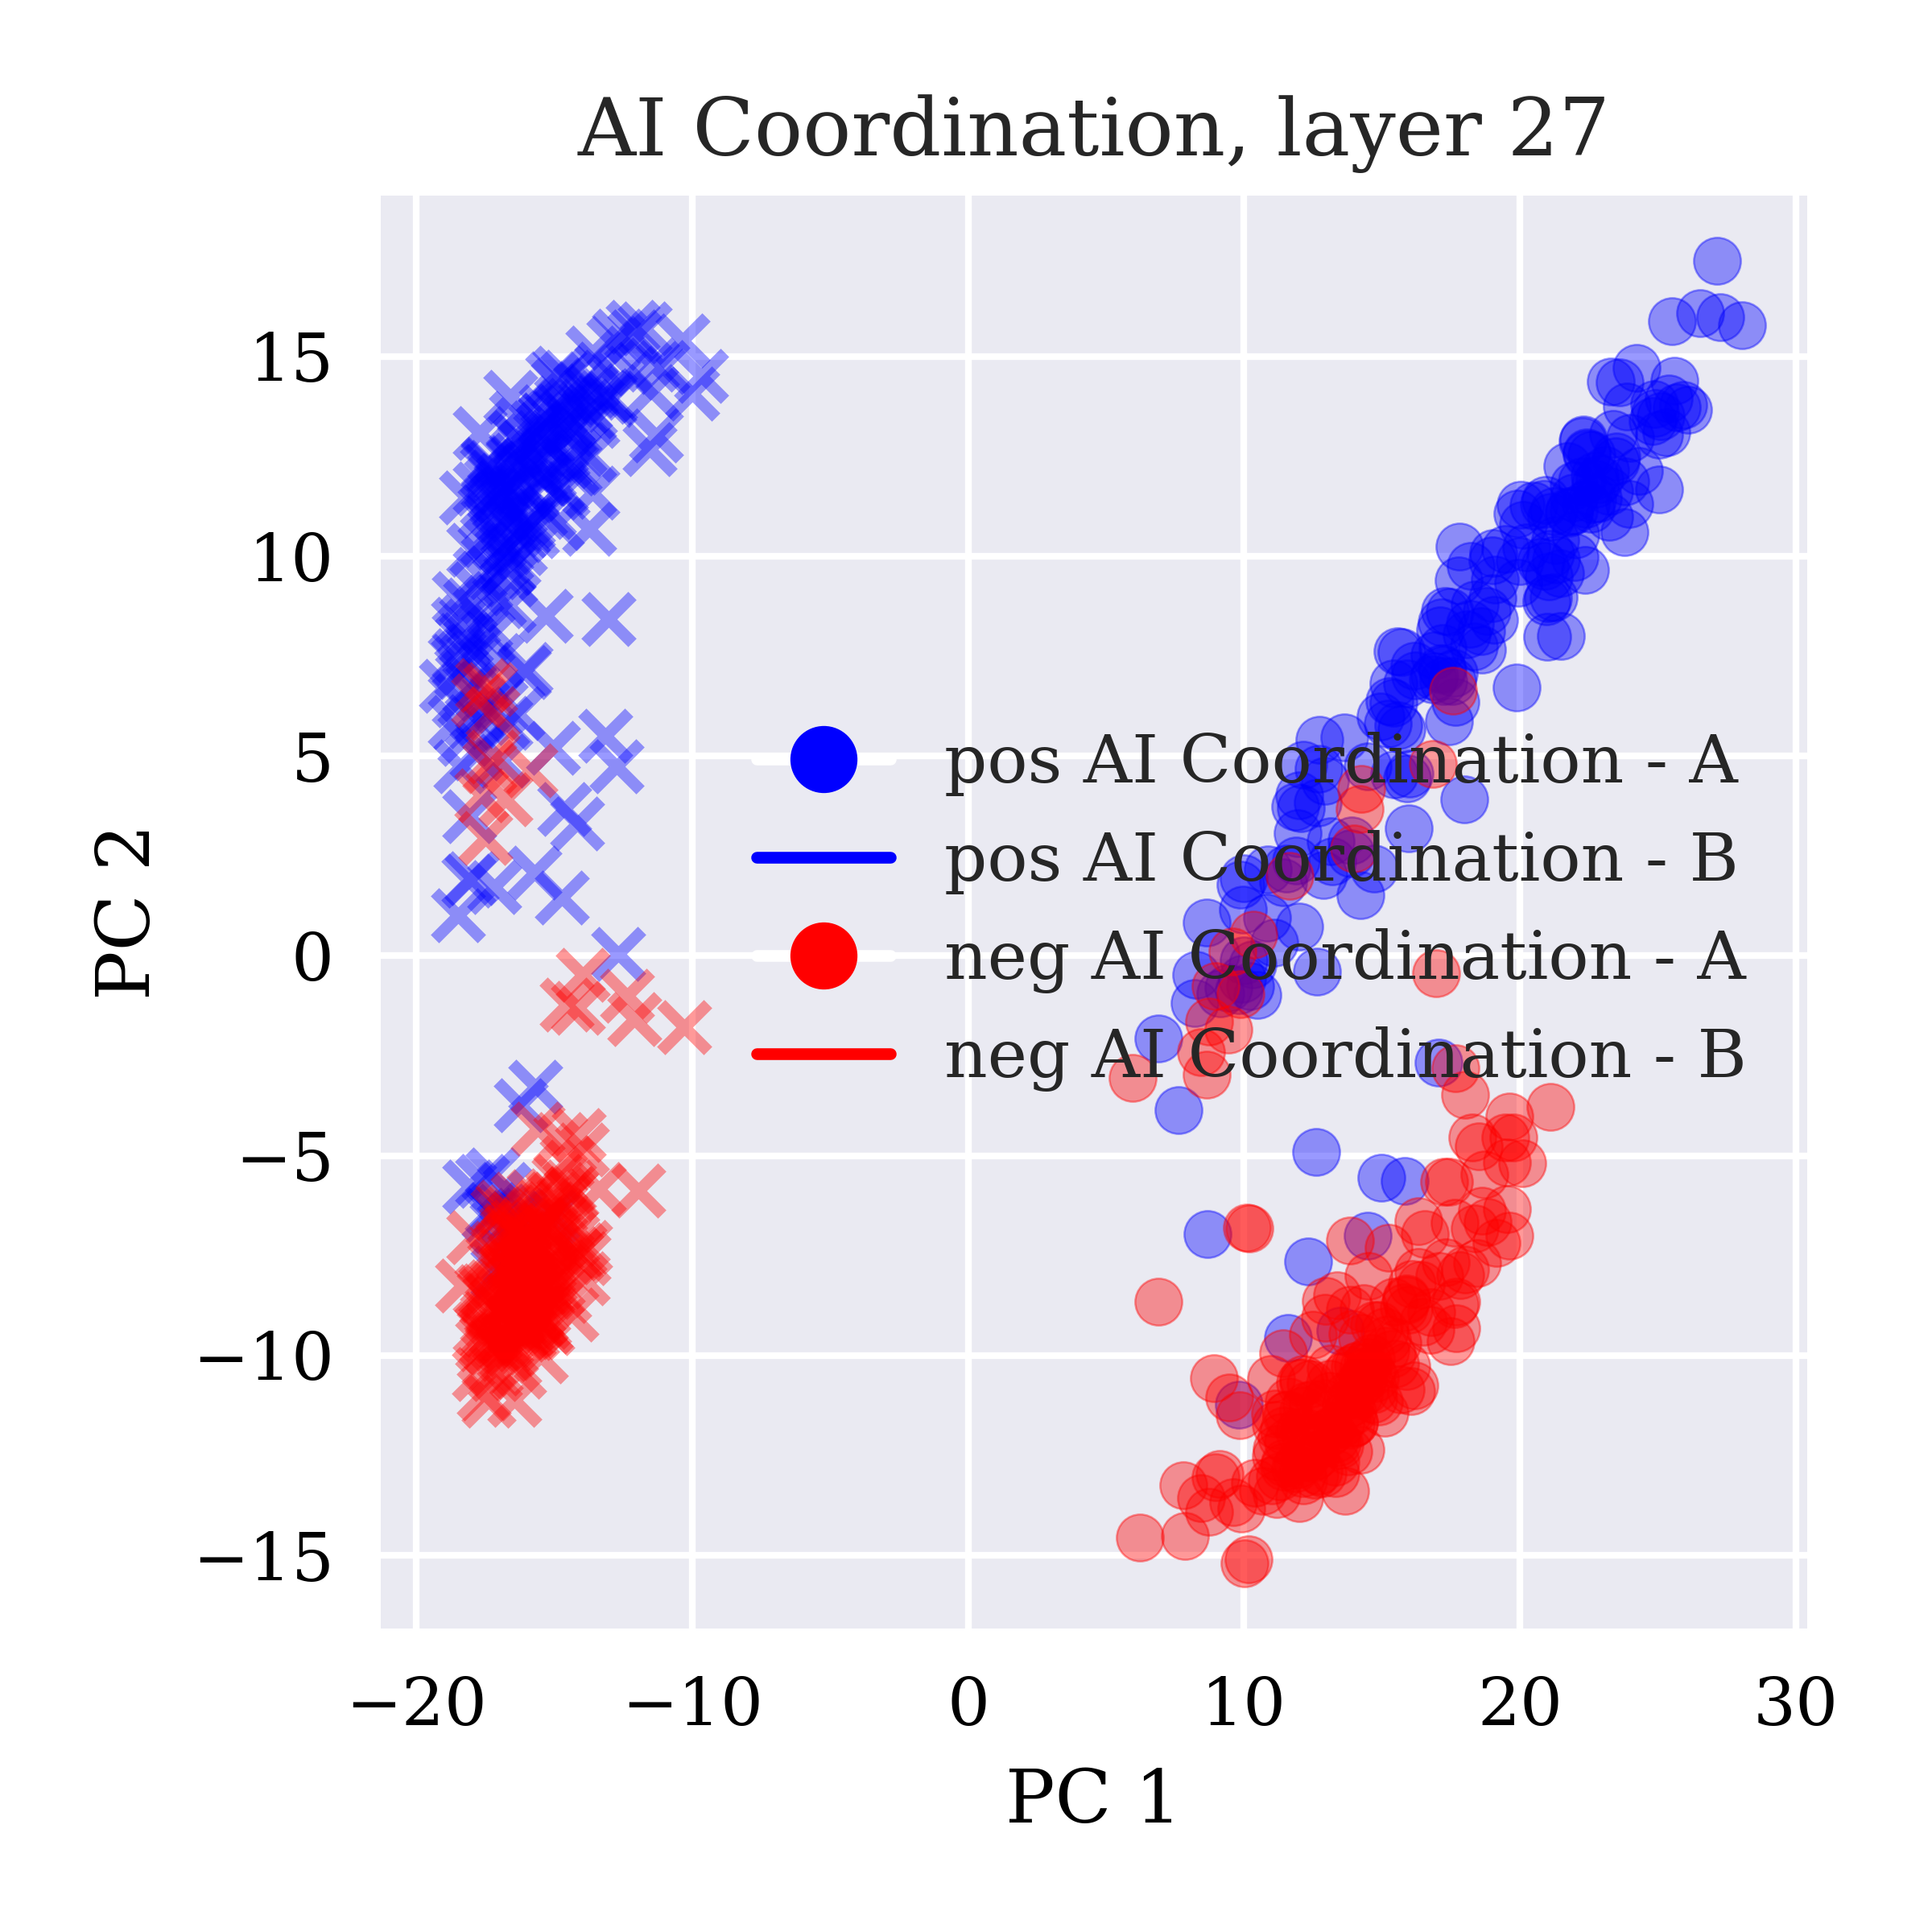 AI Coordination, layer 27
PC 2
15
10
5
0
−5
−10
−15
pos AI Coordination - A
pos AI Coordination - B
neg AI Coordination - A
neg AI Coordination - B
−20 −10 0 10 20 30
PC 1